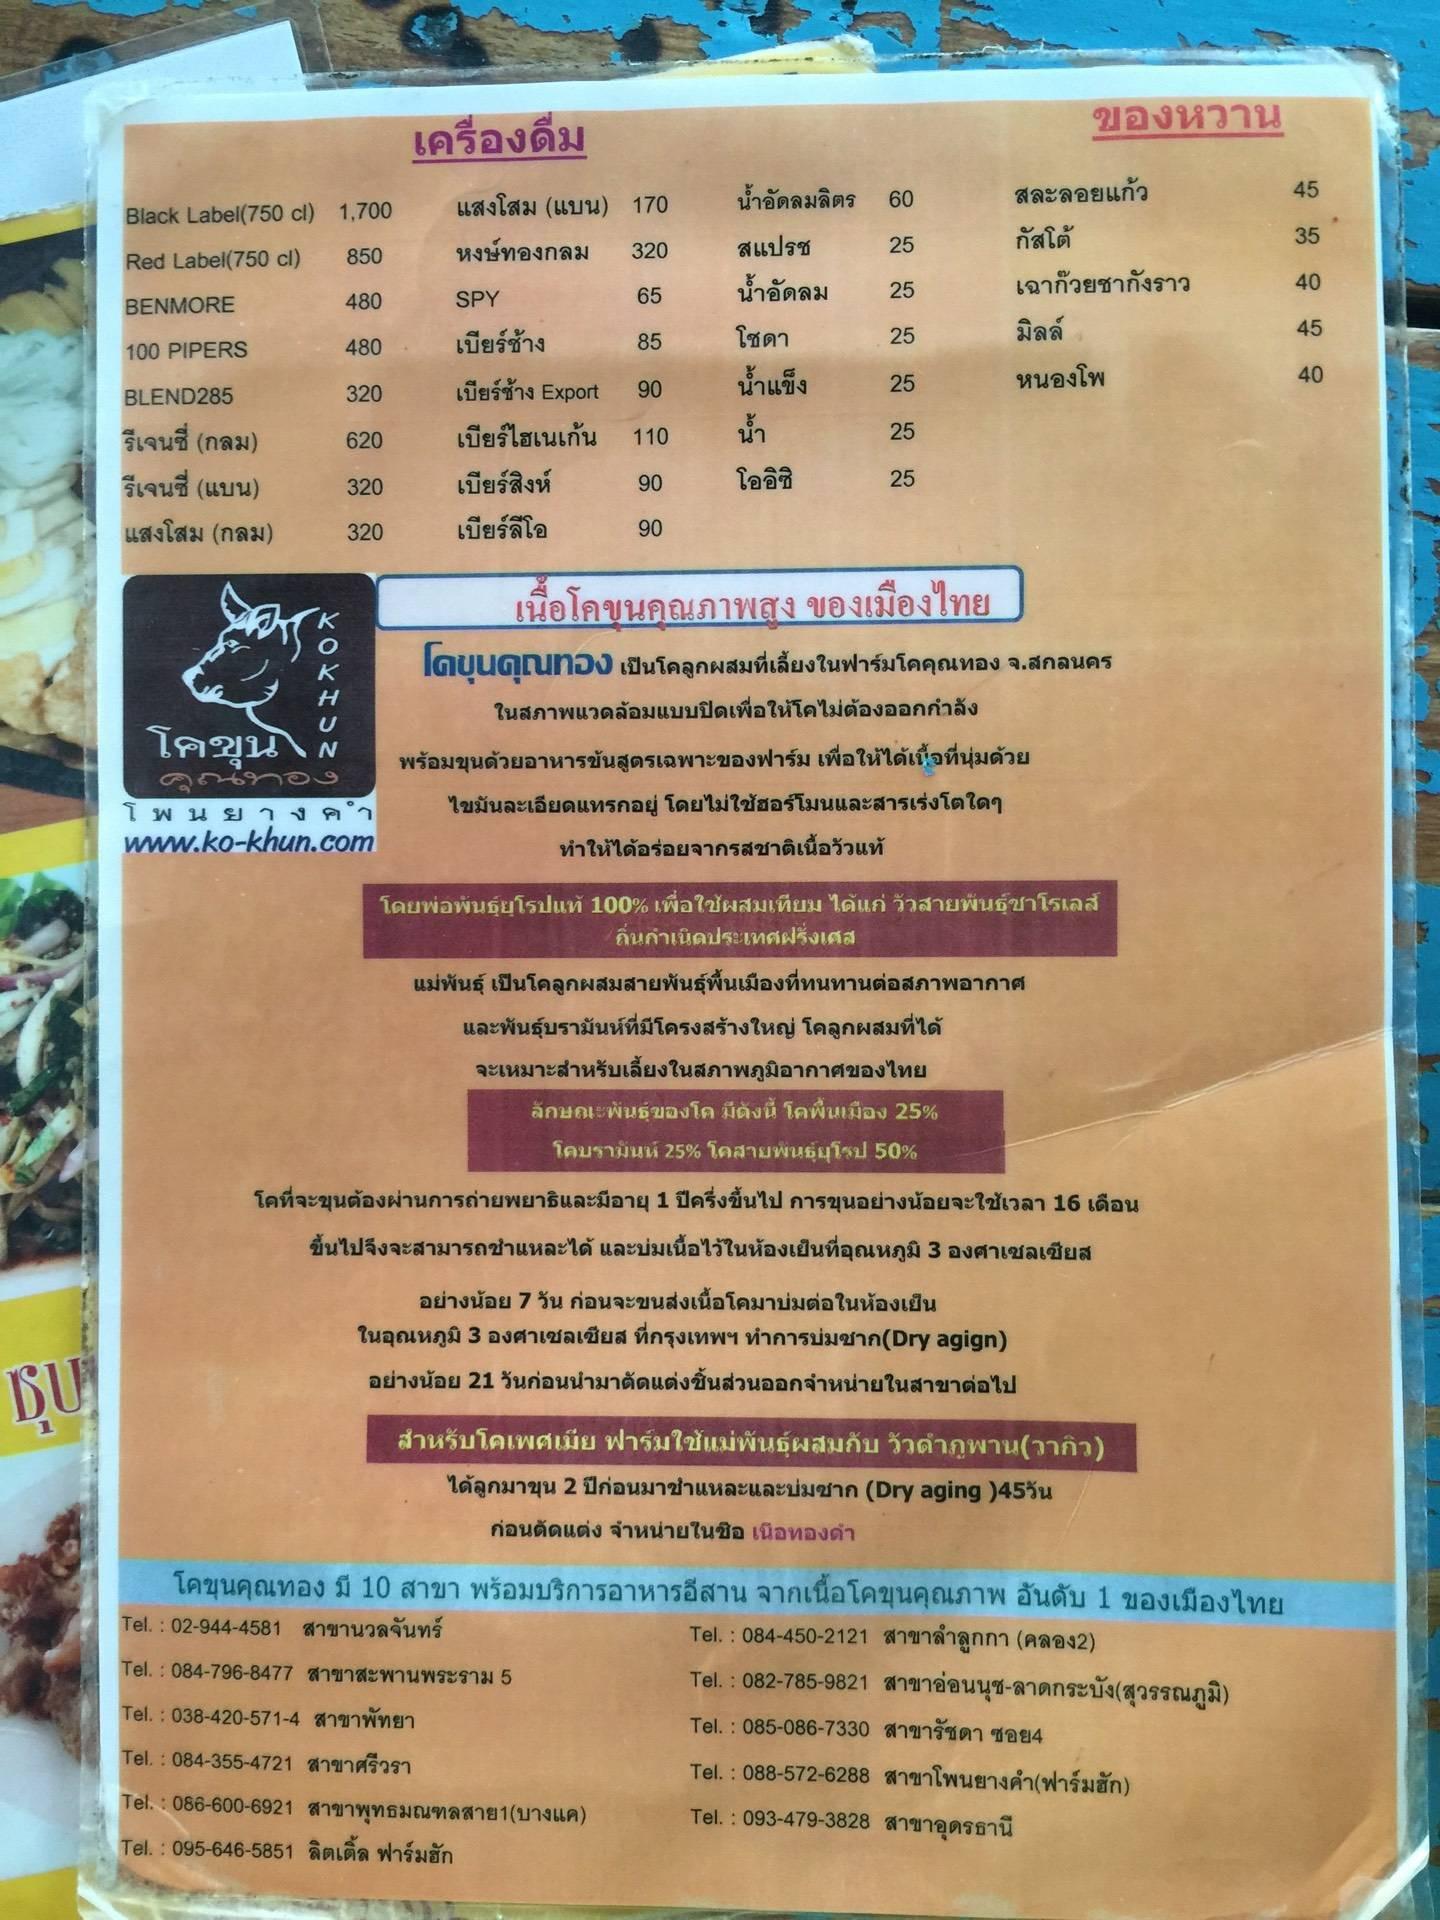 เครื่องดื่ม
ของหวาน
Black Label(750 cl) 1,700 แสงโสม (แบน) 170 น้ำอัดลมลิตร 60 สละลอยแก้ว 45
Red Label(750 cl) 850 หงษ์ทองกลม 320 สแปรช 25 กัสโต้ 35
BENMORE 480 SPY 65 น้ำอัดลม 25 เฉาก๊วยชากังราว 40
100 PIPERS 480 เบียร์ช้าง 85 โซดา 25 มิลล์ 45
BLEND285 320 เบียร์ช้าง Export 90 น้ำแข็ง 25 หนองโพ 40
รีเจนซี่ (กลม) 620 เบียร์ไฮเนเก้น 110 น้ำ 25
รีเจนซี่ (แบน) 320 เบียร์สิงห์ 90 โออิชิ 25
แสงโสม (กลม) 320 เบียร์ลีโอ 90
KOKHUN
โคขุน
คุณทอง
โพนยางคำ
www.ko-khun.com
เนื้อโคขุนคุณภาพสูง ของเมืองไทย
โคขุนคุณทอง เป็นโคลูกผสมที่เลี้ยงในฟาร์มโคคุณทอง จ.สกลนคร
ในสภาพแวดล้อมแบบปิดเพื่อให้โคไม่ต้องออกกำลัง
พร้อมขุนด้วยอาหารข้นสูตรเฉพาะของฟาร์ม เพื่อให้ได้เนื้อที่นุ่มด้วย
ไขมันละเอียดแทรกอยู่ โดยไม่ใช้ฮอร์โมนและสารเร่งโตใดๆ
ทำให้ได้อร่อยจากรสชาติเนื้อวัวแท้
โดยพ่อพันธุ์ยุโรปแท้ 100% เพื่อใช้ผสมเทียม ได้แก่ วัวสายพันธุ์ชาโรเลส์
ถิ่นกำเนิดประเทศฝรั่งเศส
แม่พันธุ์ เป็นโคลูกผสมสายพันธุ์พื้นเมืองที่ทนทานต่อสภาพอากาศ
และพันธุ์บรามันห์ที่มีโครงสร้างใหญ่ โคลูกผสมที่ได้
จะเหมาะสำหรับเลี้ยงในสภาพภูมิอากาศของไทย
ลักษณะพันธุ์ของโค มีดังนี้ โคพื้นเมือง 25%
โคบรามันห์ 25% โคสายพันธุ์ยุโรป 50%
โคที่จะขุนต้องผ่านการถ่ายพยาธิและมีอายุ 1 ปีครึ่งขึ้นไป การขุนอย่างน้อยจะใช้เวลา 16 เดือน
ขึ้นไปจึงจะสามารถชำแหละได้ และบ่มเนื้อไว้ในห้องเย็นที่อุณหภูมิ 3 องศาเซลเซียส
อย่างน้อย 7 วัน ก่อนจะขนส่งเนื้อโคมาบ่มต่อในห้องเย็น
ในอุณหภูมิ 3 องศาเซลเซียส ที่กรุงเทพฯ ทำการบ่มซาก(Dry agign)
อย่างน้อย 21 วันก่อนนำมาตัดแต่งชิ้นส่วนออกจำหน่ายในสาขาต่อไป
สำหรับโคเพศเมีย ฟาร์มใช้แม่พันธุ์ผสมกับ วัวดำภูพาน(วากิว)
ได้ลูกมาขุน 2 ปีก่อนมาชำแหละและบ่มซาก (Dry aging )45วัน
ก่อนตัดแต่ง จำหน่ายในชื่อ เนื้อทองดำ
โคขุนคุณทอง มี 10 สาขา พร้อมบริการอาหารอีสาน จากเนื้อโคขุนคุณภาพ อันดับ 1 ของเมืองไทย
Tel. : 02-944-4581 สาขานวลจันทร์
Tel. : 084-796-8477 สาขาสะพานพระราม 5
Tel. : 038-420-571-4 สาขาพัทยา
Tel. : 084-355-4721 สาขาศรีวรา
Tel. : 086-600-6921 สาขาพุทธมณฑลสาย1(บางแค)
Tel. : 095-646-5851 ลิตเติ้ล ฟาร์มฮัก
Tel. : 084-450-2121 สาขาลำลูกกา (คลอง2)
Tel. : 082-785-9821 สาขาอ่อนนุช-ลาดกระบัง(สุวรรณภูมิ)
Tel. : 085-086-7330 สาขารัชดา ซอย4
Tel. : 088-572-6288 สาขาโพนยางคำ(ฟาร์มฮัก)
Tel. : 093-479-3828 สาขาอุดรธานี